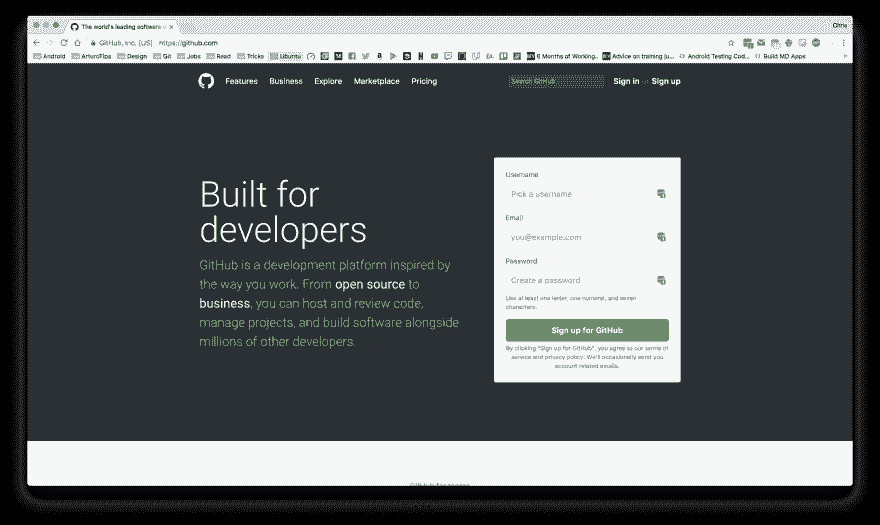 The world's leading software
Chris
GitHub, Inc. [US] https://github.com
Android ArturoTips Design Git Jobs Read Tricks Ubuntu 6 Months of Working... Advice on training ju... Android Testing Cod... Build MD Apps
Features Business Explore Marketplace Pricing Search GitHub Sign in or Sign up
Built for
developers
GitHub is a development platform inspired by
the way you work. From open source to
business, you can host and review code,
manage projects, and build software alongside
millions of other developers.
Username
Pick a username
Email
you@example.com
Password
Create a password
Use at least one letter, one numeral, and seven
characters.
Sign up for GitHub
By clicking "Sign up for GitHub", you agree to our terms of
service and privacy policy. We'll occasionally send you
account related emails.